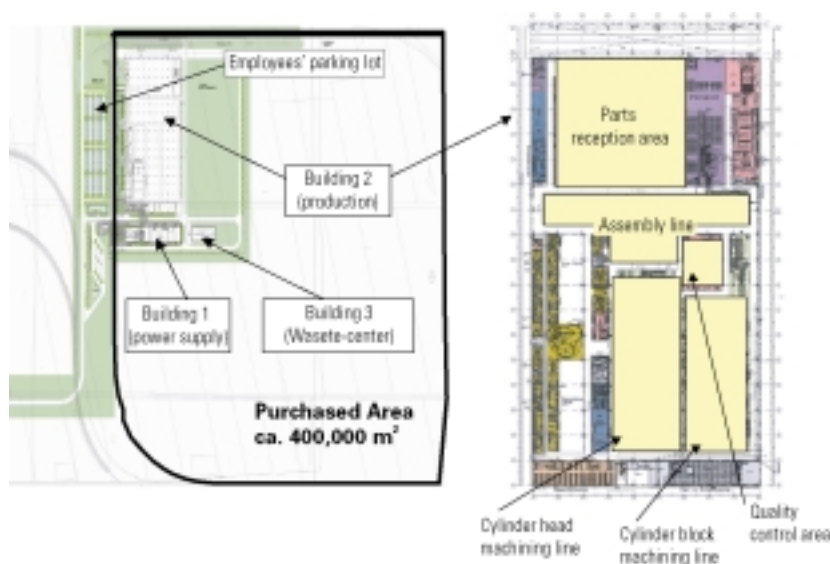 Employees' parking lot
Building 2
(production)
Building 1
(power supply)
Building 3
(Wasete-center)
Purchased Area
ca. 400,000 m²
Parts
reception area
Assembly line
Cylinder head
machining line
Cylinder block
machining line
Quality
control area